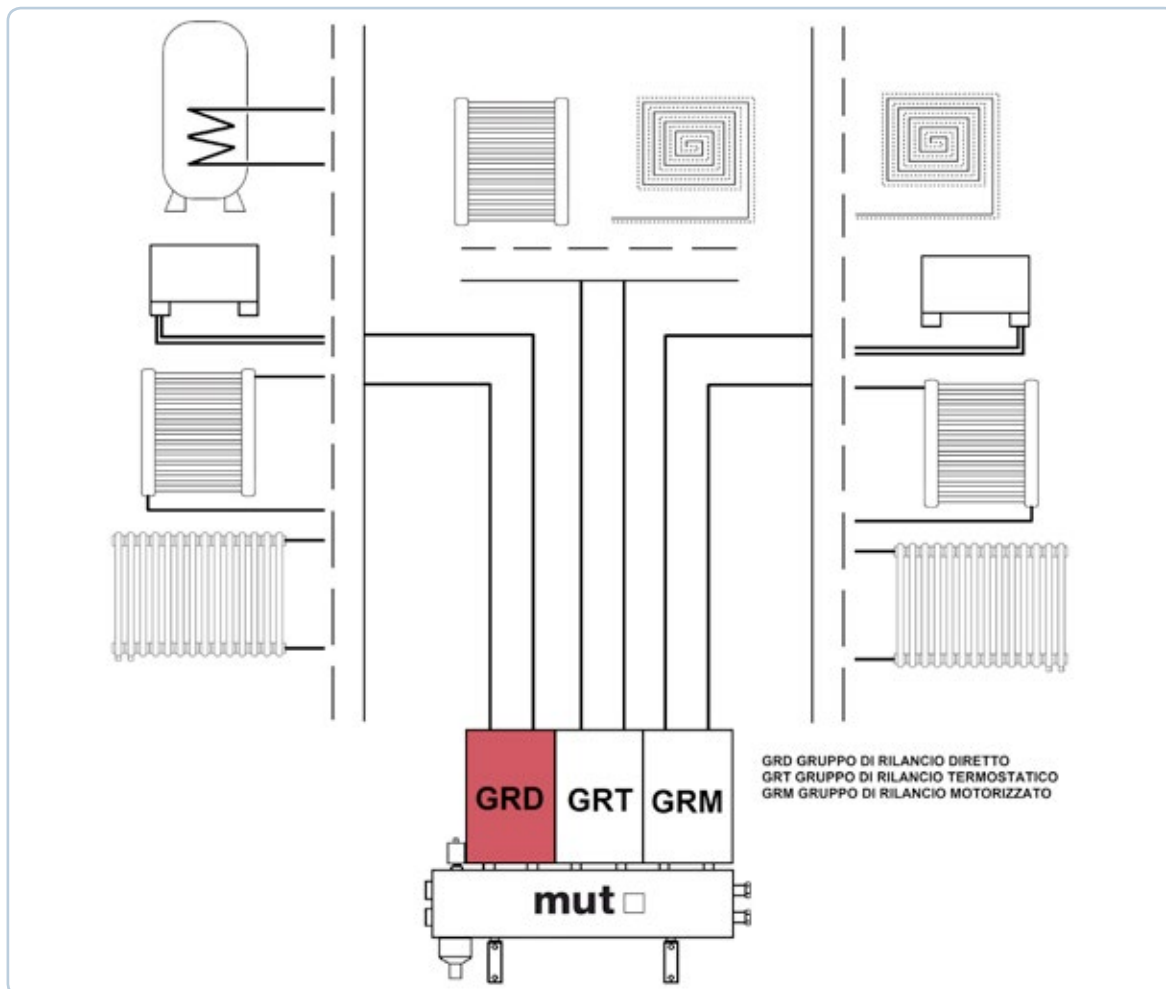 GRD
GRT
GRM
GRD GRUPPO DI RILANCIO DIRETTO
GRT GRUPPO DI RILANCIO TERMOSTATICO
GRM GRUPPO DI RILANCIO MOTORIZZATO
mut